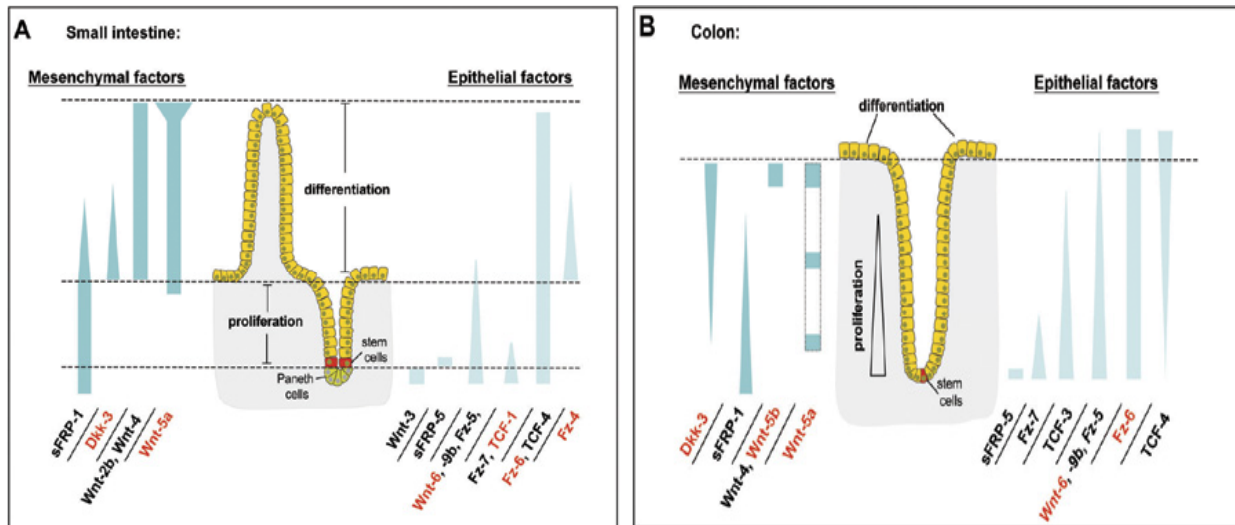 A
Small intestine:
Mesenchymal factors
Epithelial factors
differentiation
proliferation
stem
cells
Paneth
cells
sFRP-1
Dkk-3
Wnt-2b, Wnt-4
Wnt-5a
Wnt-3
sFRP-5
Wnt-6, -9b, Fz-5,
Fz-7, TCF-1
Fz-6, TCF-4
Fz-4
B
Colon:
Mesenchymal factors
Epithelial factors
differentiation
proliferation
stem
cells
Dkk-3
sFRP-1
Wnt-4, Wnt-5b
Wnt-5a
sFRP-5
Fz-7
TCF-3
Wnt-6, -9b, Fz-5
Fz-6
TCF-4